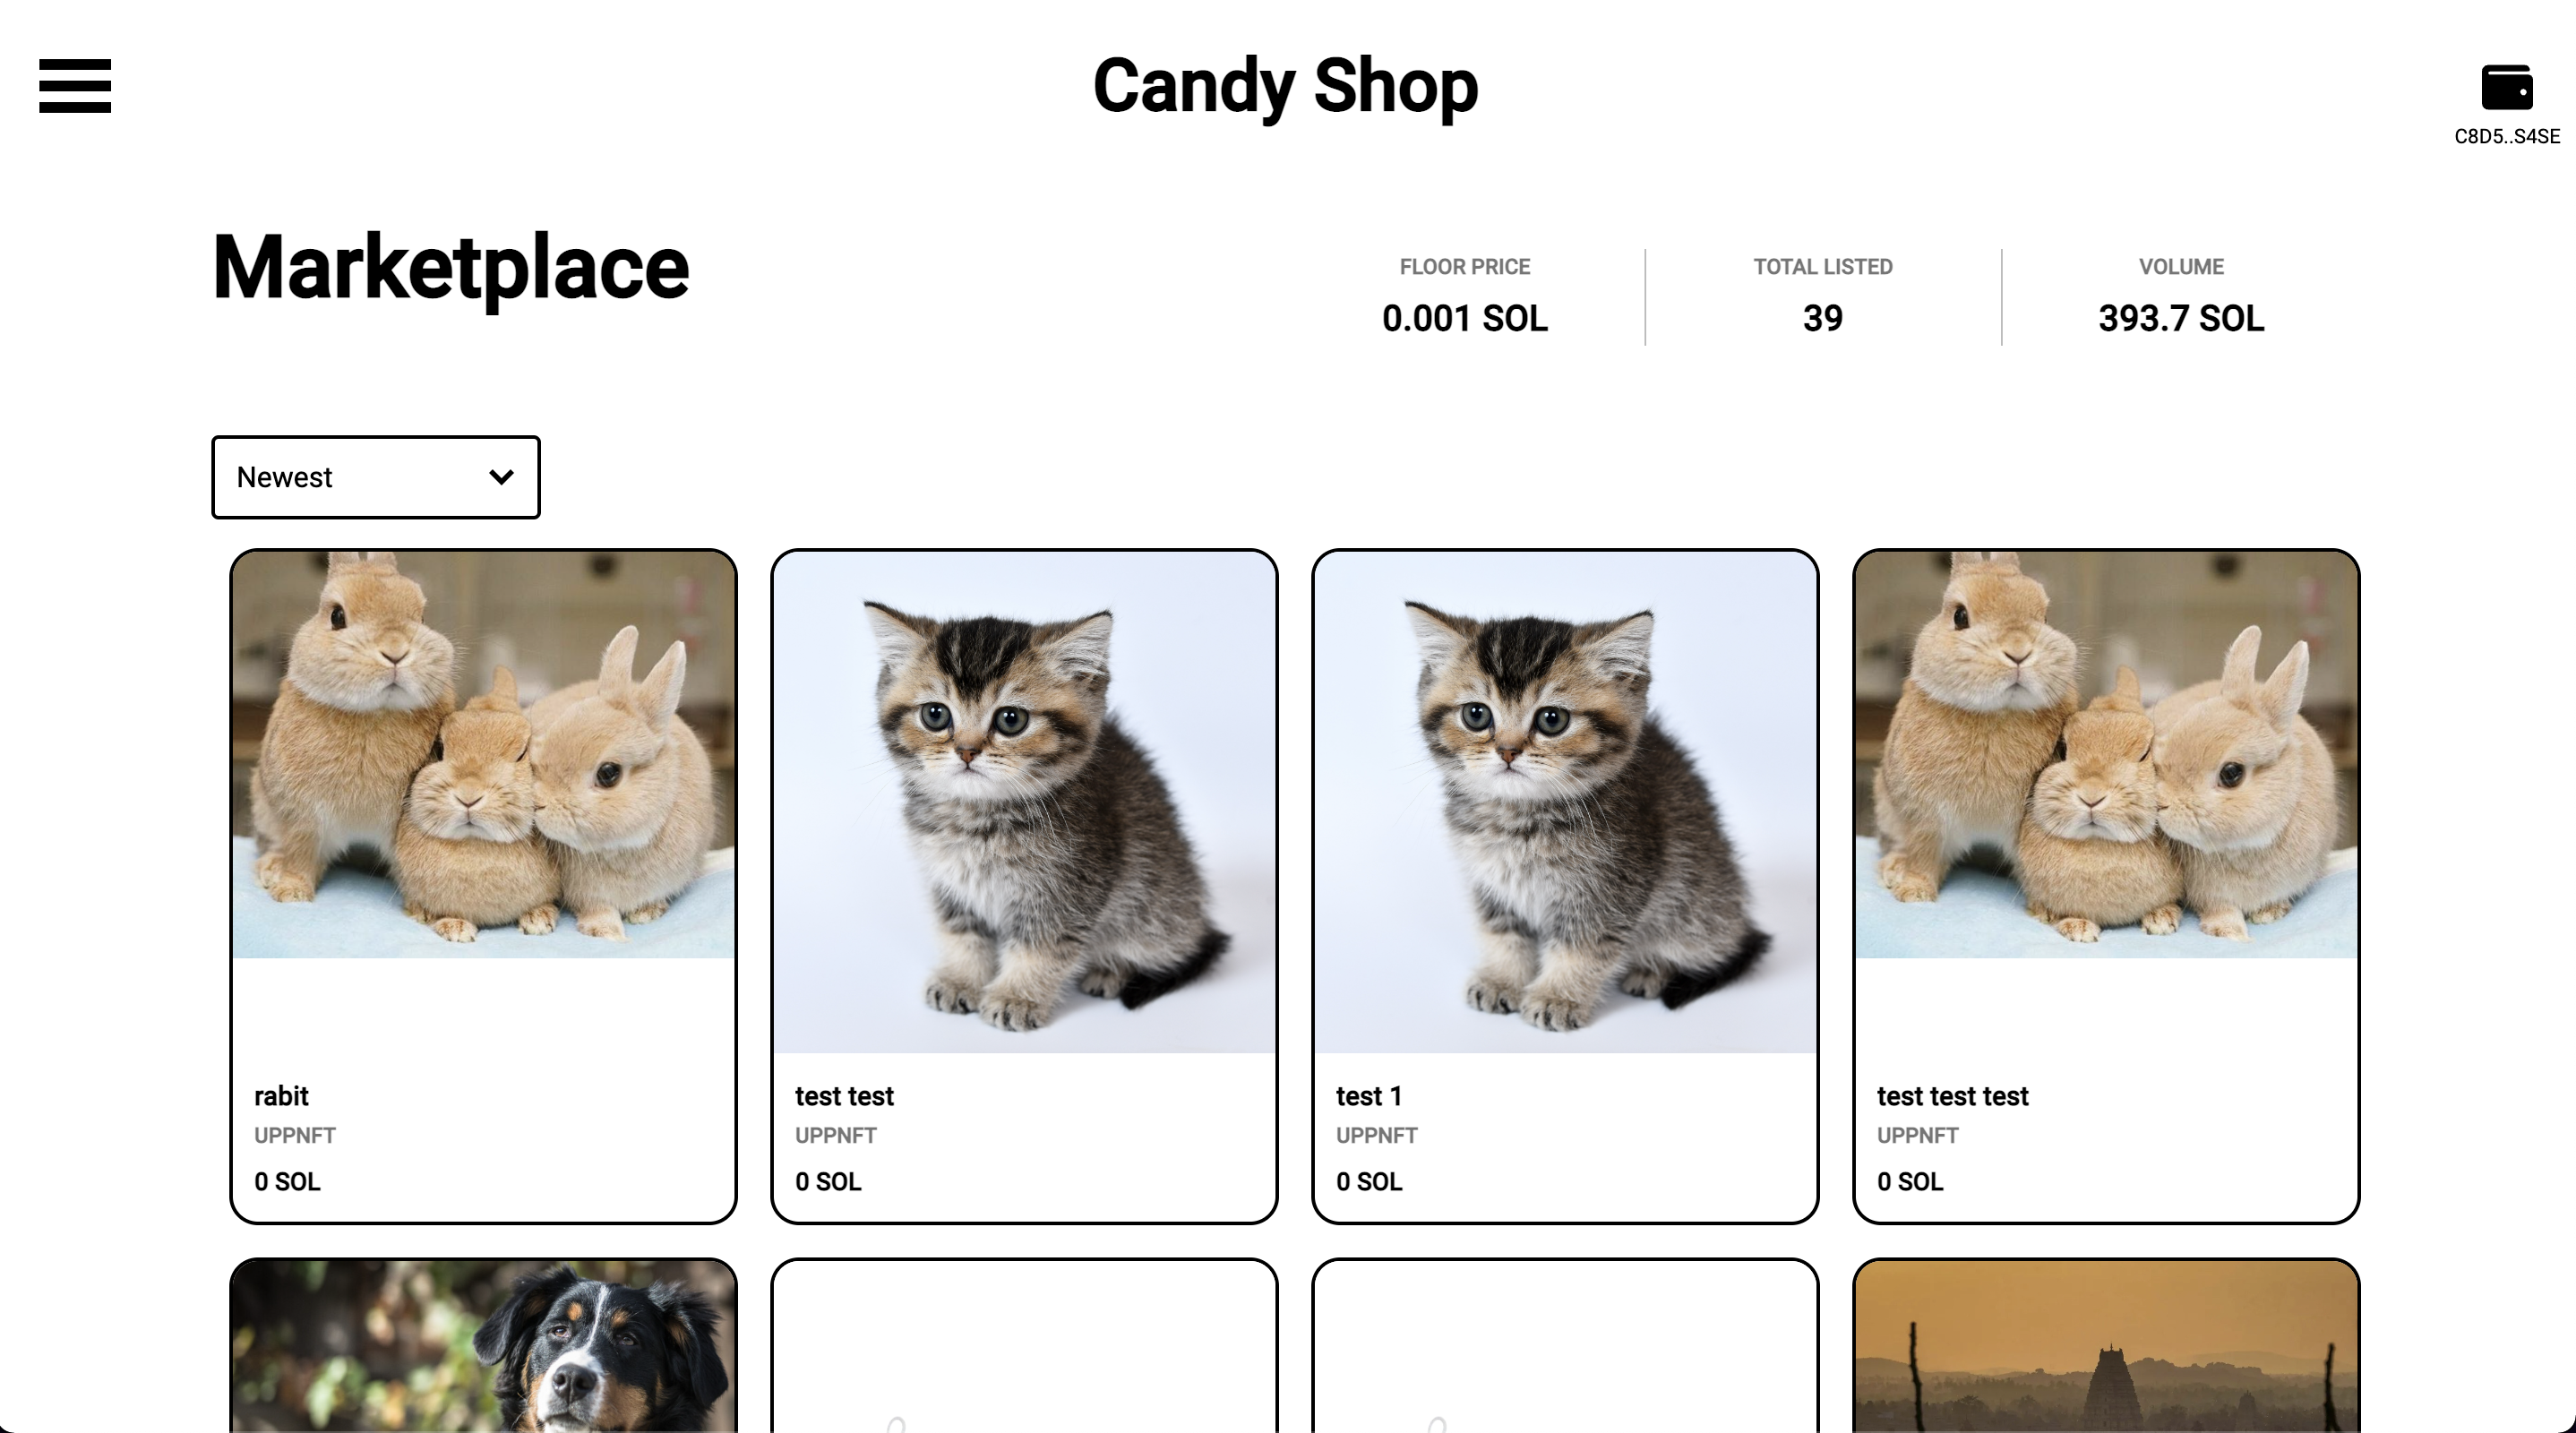 Candy Shop
C8D5..S4SE
Marketplace
FLOOR PRICE
0.001 SOL
TOTAL LISTED
39
VOLUME
393.7 SOL
Newest
rabit
UPPNFT
0 SOL
test test
UPPNFT
0 SOL
test 1
UPPNFT
0 SOL
test test test
UPPNFT
0 SOL